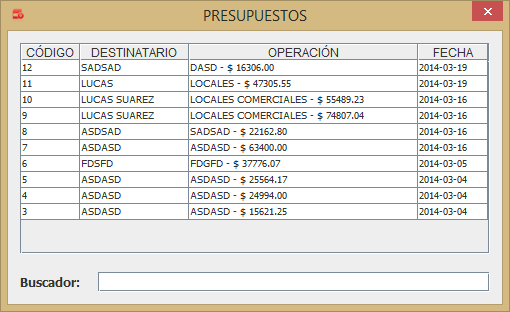 PRESUPUESTOS
CÓDIGO DESTINATARIO OPERACIÓN FECHA
12 SADSAD DASD - $ 16306.00 2014-03-19
11 LUCAS LOCALES - $ 47305.55 2014-03-19
10 LUCAS SUAREZ LOCALES COMERCIALES - $ 55489.23 2014-03-16
9 LUCAS SUAREZ LOCALES COMERCIALES - $ 74807.04 2014-03-16
8 ASDSAD SADSAD - $ 22162.80 2014-03-16
7 ASDASD ASDASD - $ 63400.00 2014-03-16
6 FDSFD FDGFD - $ 37776.07 2014-03-05
5 ASDASD ASDASD - $ 25564.17 2014-03-04
4 ASDASD ASDASD - $ 24994.00 2014-03-04
3 ASDASD ASDASD - $ 15621.25 2014-03-04
Buscador: